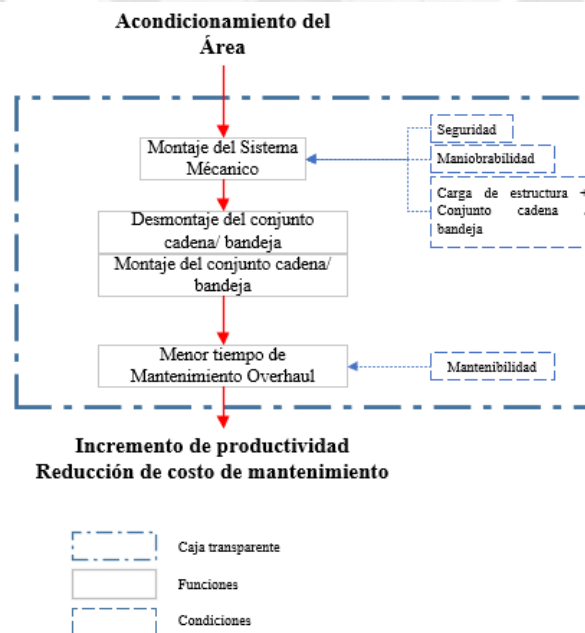 Acondicionamiento del
Área
Seguridad
Montaje del Sistema
Mécanico
Maniobrabilidad
Carga de estructura +
Conjunto cadena
bandeja
Desmontaje del conjunto
cadena/ bandeja
Montaje del conjunto cadena/
bandeja
Menor tiempo de
Mantenimiento Overhaul
Mantenibilidad
Incremento de productividad
Reducción de costo de mantenimiento
Caja transparente
Funciones
Condiciones